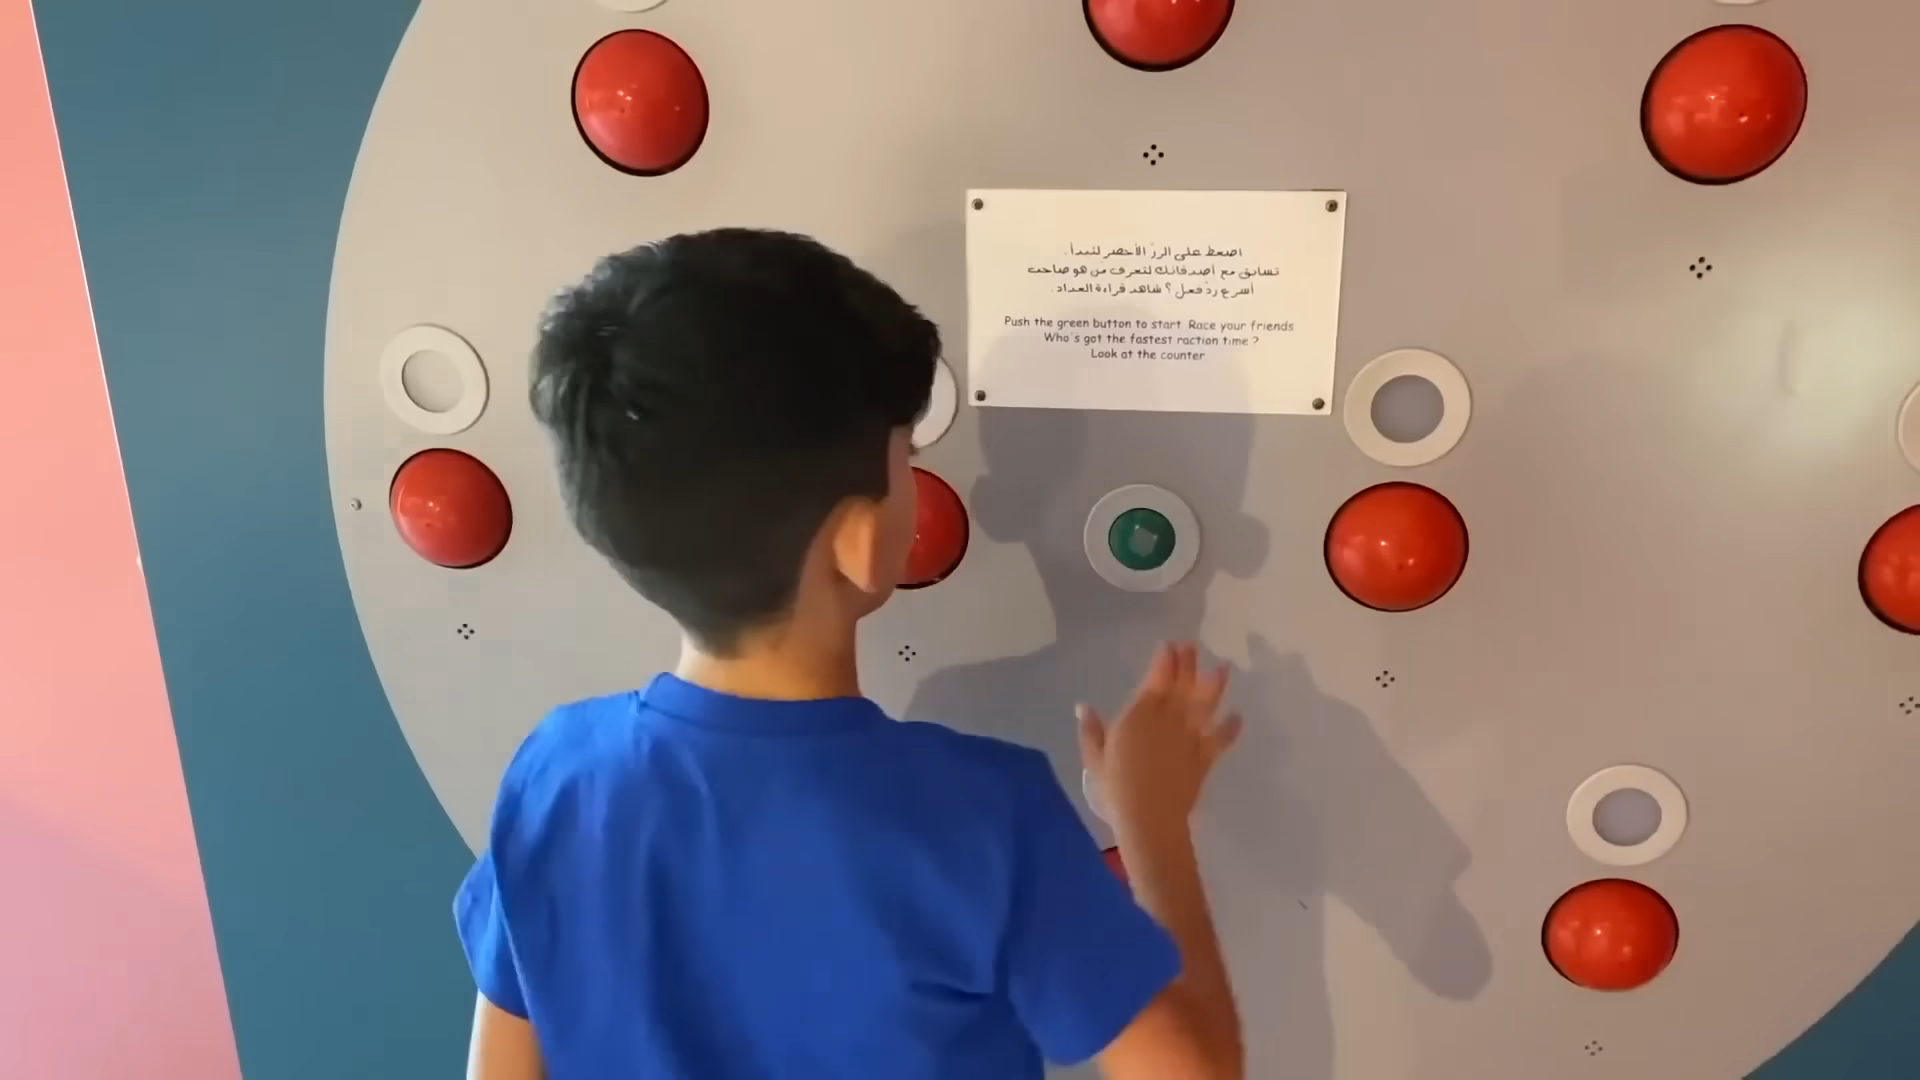 اضغط على الزرّ الأخضر لتبدأ.
تسابق مع أصدقائك لتعرف من هو صاحب
أسرع ردّ فعل؟ شاهد قراءة العداد.
Push the green button to start Race your friends
Who's got the fastest raction time ?
Look at the counter